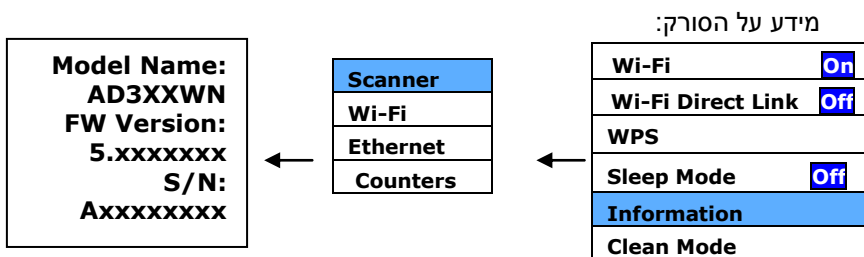 מידע על הסורק:
Wi-Fi On
Wi-Fi Direct Link Off
WPS
Sleep Mode Off
Information
Clean Mode
Scanner
Wi-Fi
Ethernet
Counters
Model Name:
AD3XXWN
FW Version:
5.xxxxxxx
S/N:
Axxxxxxxx